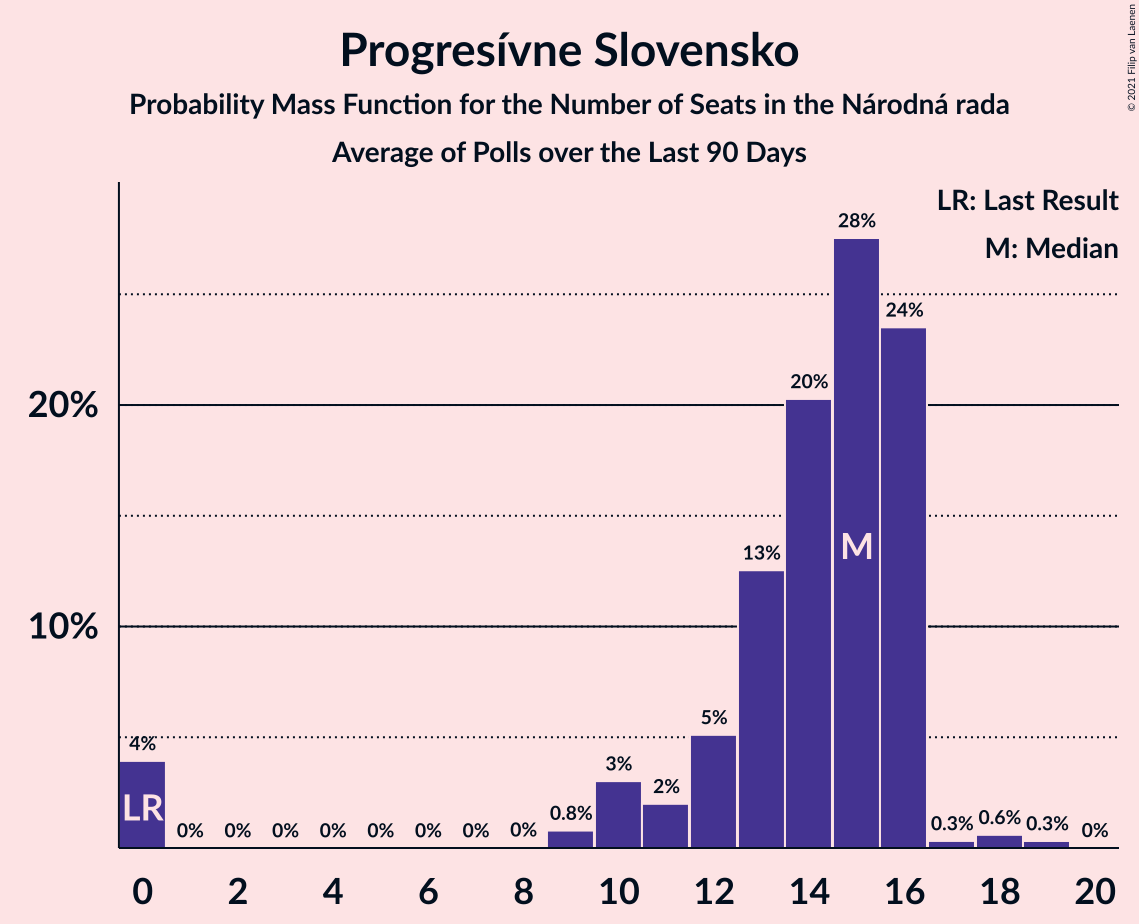 Progresívne Slovensko
Probability Mass Function for the Number of Seats in the Národná rada
Average of Polls over the Last 90 Days
© 2021 Filip van Laenen
LR: Last Result
M: Median
20%
10%
4% 0% 0% 0% 0% 0% 0% 0% 0% 0.8% 3% 2% 5% 13% 20% 28% 24% 0.3% 0.6% 0.3% 0%
LR
M
0 2 4 6 8 10 12 14 16 18 20